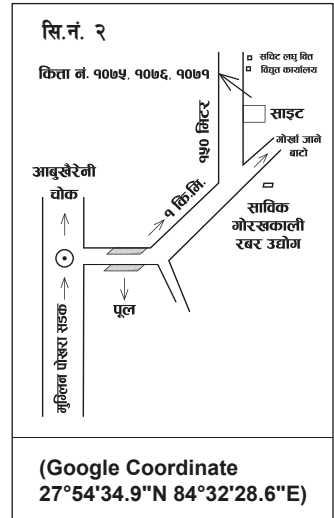 सि.नं. २
सचिट लघु वित्त
विद्युत कार्यालय
कित्ता नं. १०७५, १०७६, १०७१
साइट
१५० मिटर
गोर्खा जाने
बाटो
आबुखैरेनी
चोक
१ कि.मि.
साविक
गोरखकाली
रबर उद्योग
पूल
मुग्लिन पोखरा सडक
(Google Coordinate
27°54'34.9"N 84°32'28.6"E)